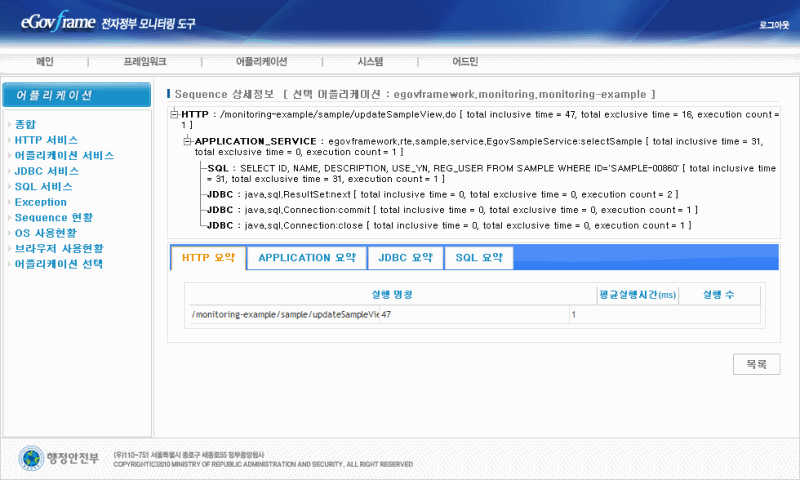 eGovframe 전자정부 모니터링 도구
로그아웃
메인 | 프레임워크 | 어플리케이션 | 시스템 | 어드민
어플리케이션
종합
HTTP 서비스
어플리케이션 서비스
JDBC 서비스
SQL 서비스
Exception
Sequence 현황
OS 사용현황
브라우저 사용현황
어플리케이션 선택
Sequence 상세정보 [ 선택 어플리케이션 : egovframework.monitoring.monitoring-example ]
HTTP : /monitoring-example/sample/updateSampleView.do [ total inclusive time = 47, total exclusive time = 16, execution count =
1 ]
APPLICATION_SERVICE : egovframework.rte.sample.service.EgovSampleService:selectSample [ total inclusive time = 31,
total exclusive time = 0, execution count = 1 ]
SQL : SELECT ID, NAME, DESCRIPTION, USE_YN, REG_USER FROM SAMPLE WHERE ID='SAMPLE-00860' [ total inclusive time
= 31, total exclusive time = 31, execution count = 1 ]
JDBC : java.sql.ResultSet:next [ total inclusive time = 0, total exclusive time = 0, execution count = 2 ]
JDBC : java.sql.Connection:commit [ total inclusive time = 0, total exclusive time = 0, execution count = 1 ]
JDBC : java.sql.Connection:close [ total inclusive time = 0, total exclusive time = 0, execution count = 1 ]
HTTP 요약 APPLICATION 요약 JDBC 요약 SQL 요약
실행 명칭 평균실행시간(ms) 실행 수
/monitoring-example/sample/updateSampleVie 47 1
목록
행정안전부
(우)110-751 서울특별시 종로구 세종로55 정부중앙청사
COPYRIGHT(C)2010 MINISTRY OF REPUBLIC ADMINISTRATION AND SECURITY. ALL RIGHT RESERVED